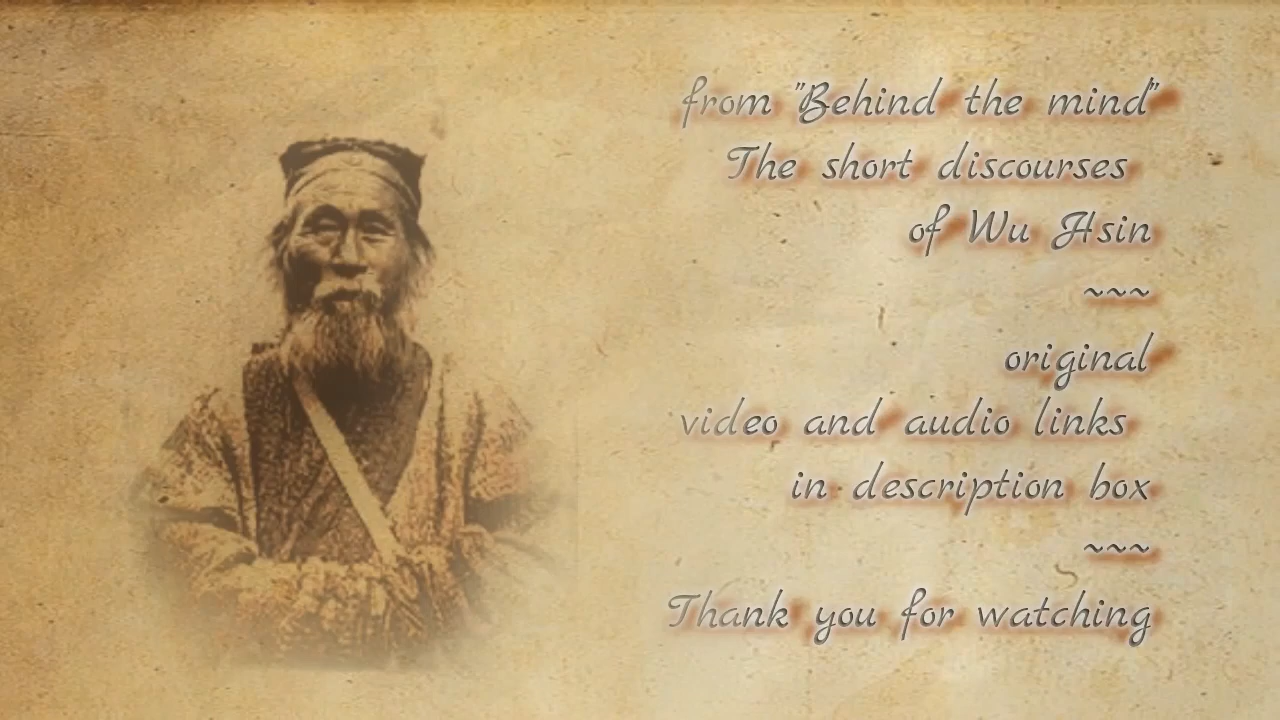 from "Behind the mind"
The short discourses
of Wu Hsin
~~~
original
video and audio links
in description box
~~~
Thank you for watching